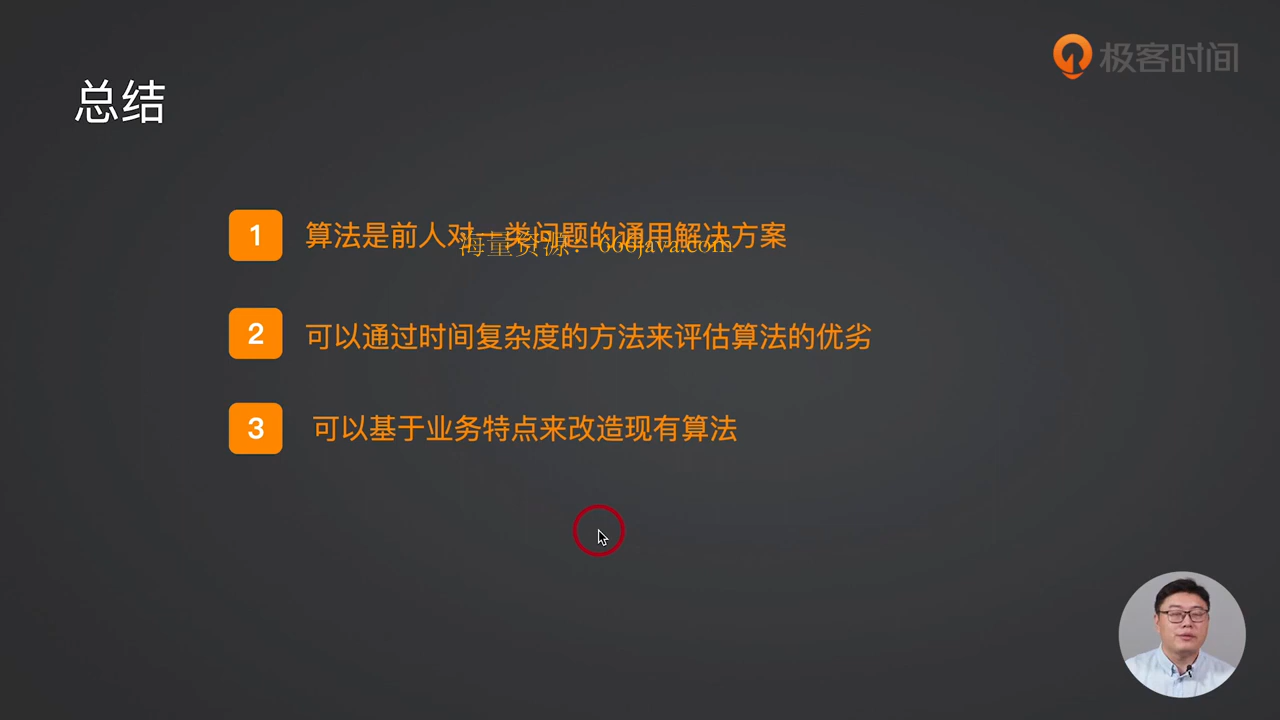 极客时间
总结
1 算法是前人对一类问题的通用解决方案
海量资源：666java.com
2 可以通过时间复杂度的方法来评估算法的优劣
3 可以基于业务特点来改造现有算法